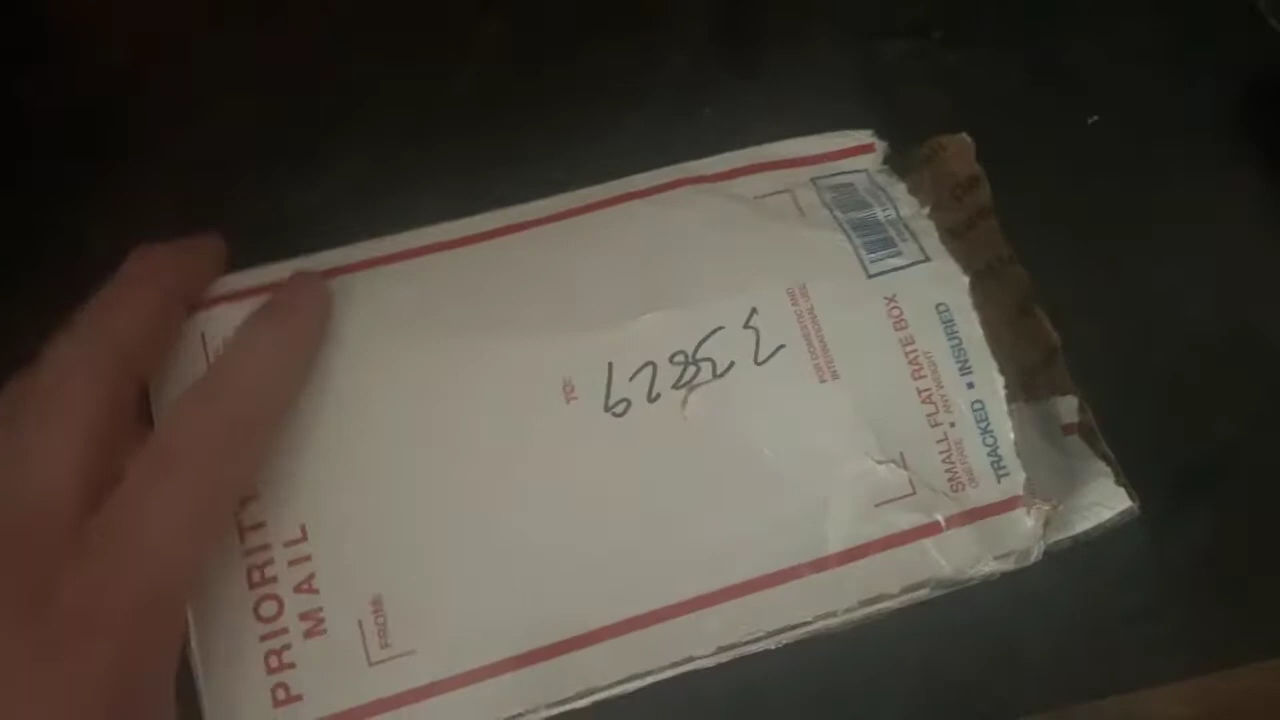 PRIORITY
MAIL
FROM:
TO:
FOR DOMESTIC AND
INTERNATIONAL USE
SMALL FLAT RATE BOX
ONE RATE ■ ANY WEIGHT
TRACKED ■ INSURED